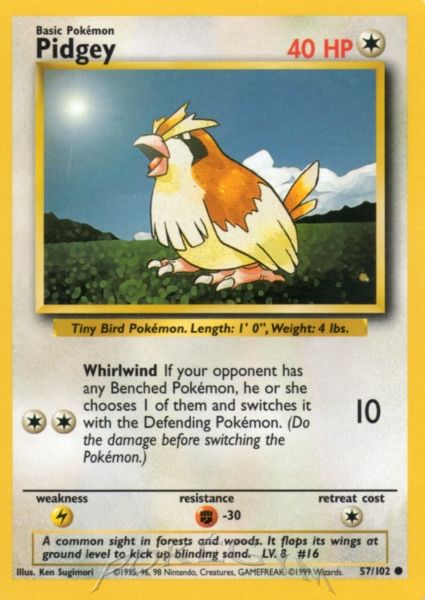 Basic Pokémon
Pidgey
40 HP
Tiny Bird Pokémon. Length: 1' 0", Weight: 4 lbs.
Whirlwind If your opponent has
any Benched Pokémon, he or she
chooses 1 of them and switches it
with the Defending Pokémon. (Do
the damage before switching the
Pokémon.)
10
weakness
resistance
retreat cost
-30
A common sight in forests and woods. It flaps its wings at
ground level to kick up blinding sand. LV. 8 #16
Illus. Ken Sugimori
©1995, 96, 98 Nintendo, Creatures, GAMEFREAK. ©1999 Wizards.
57/102